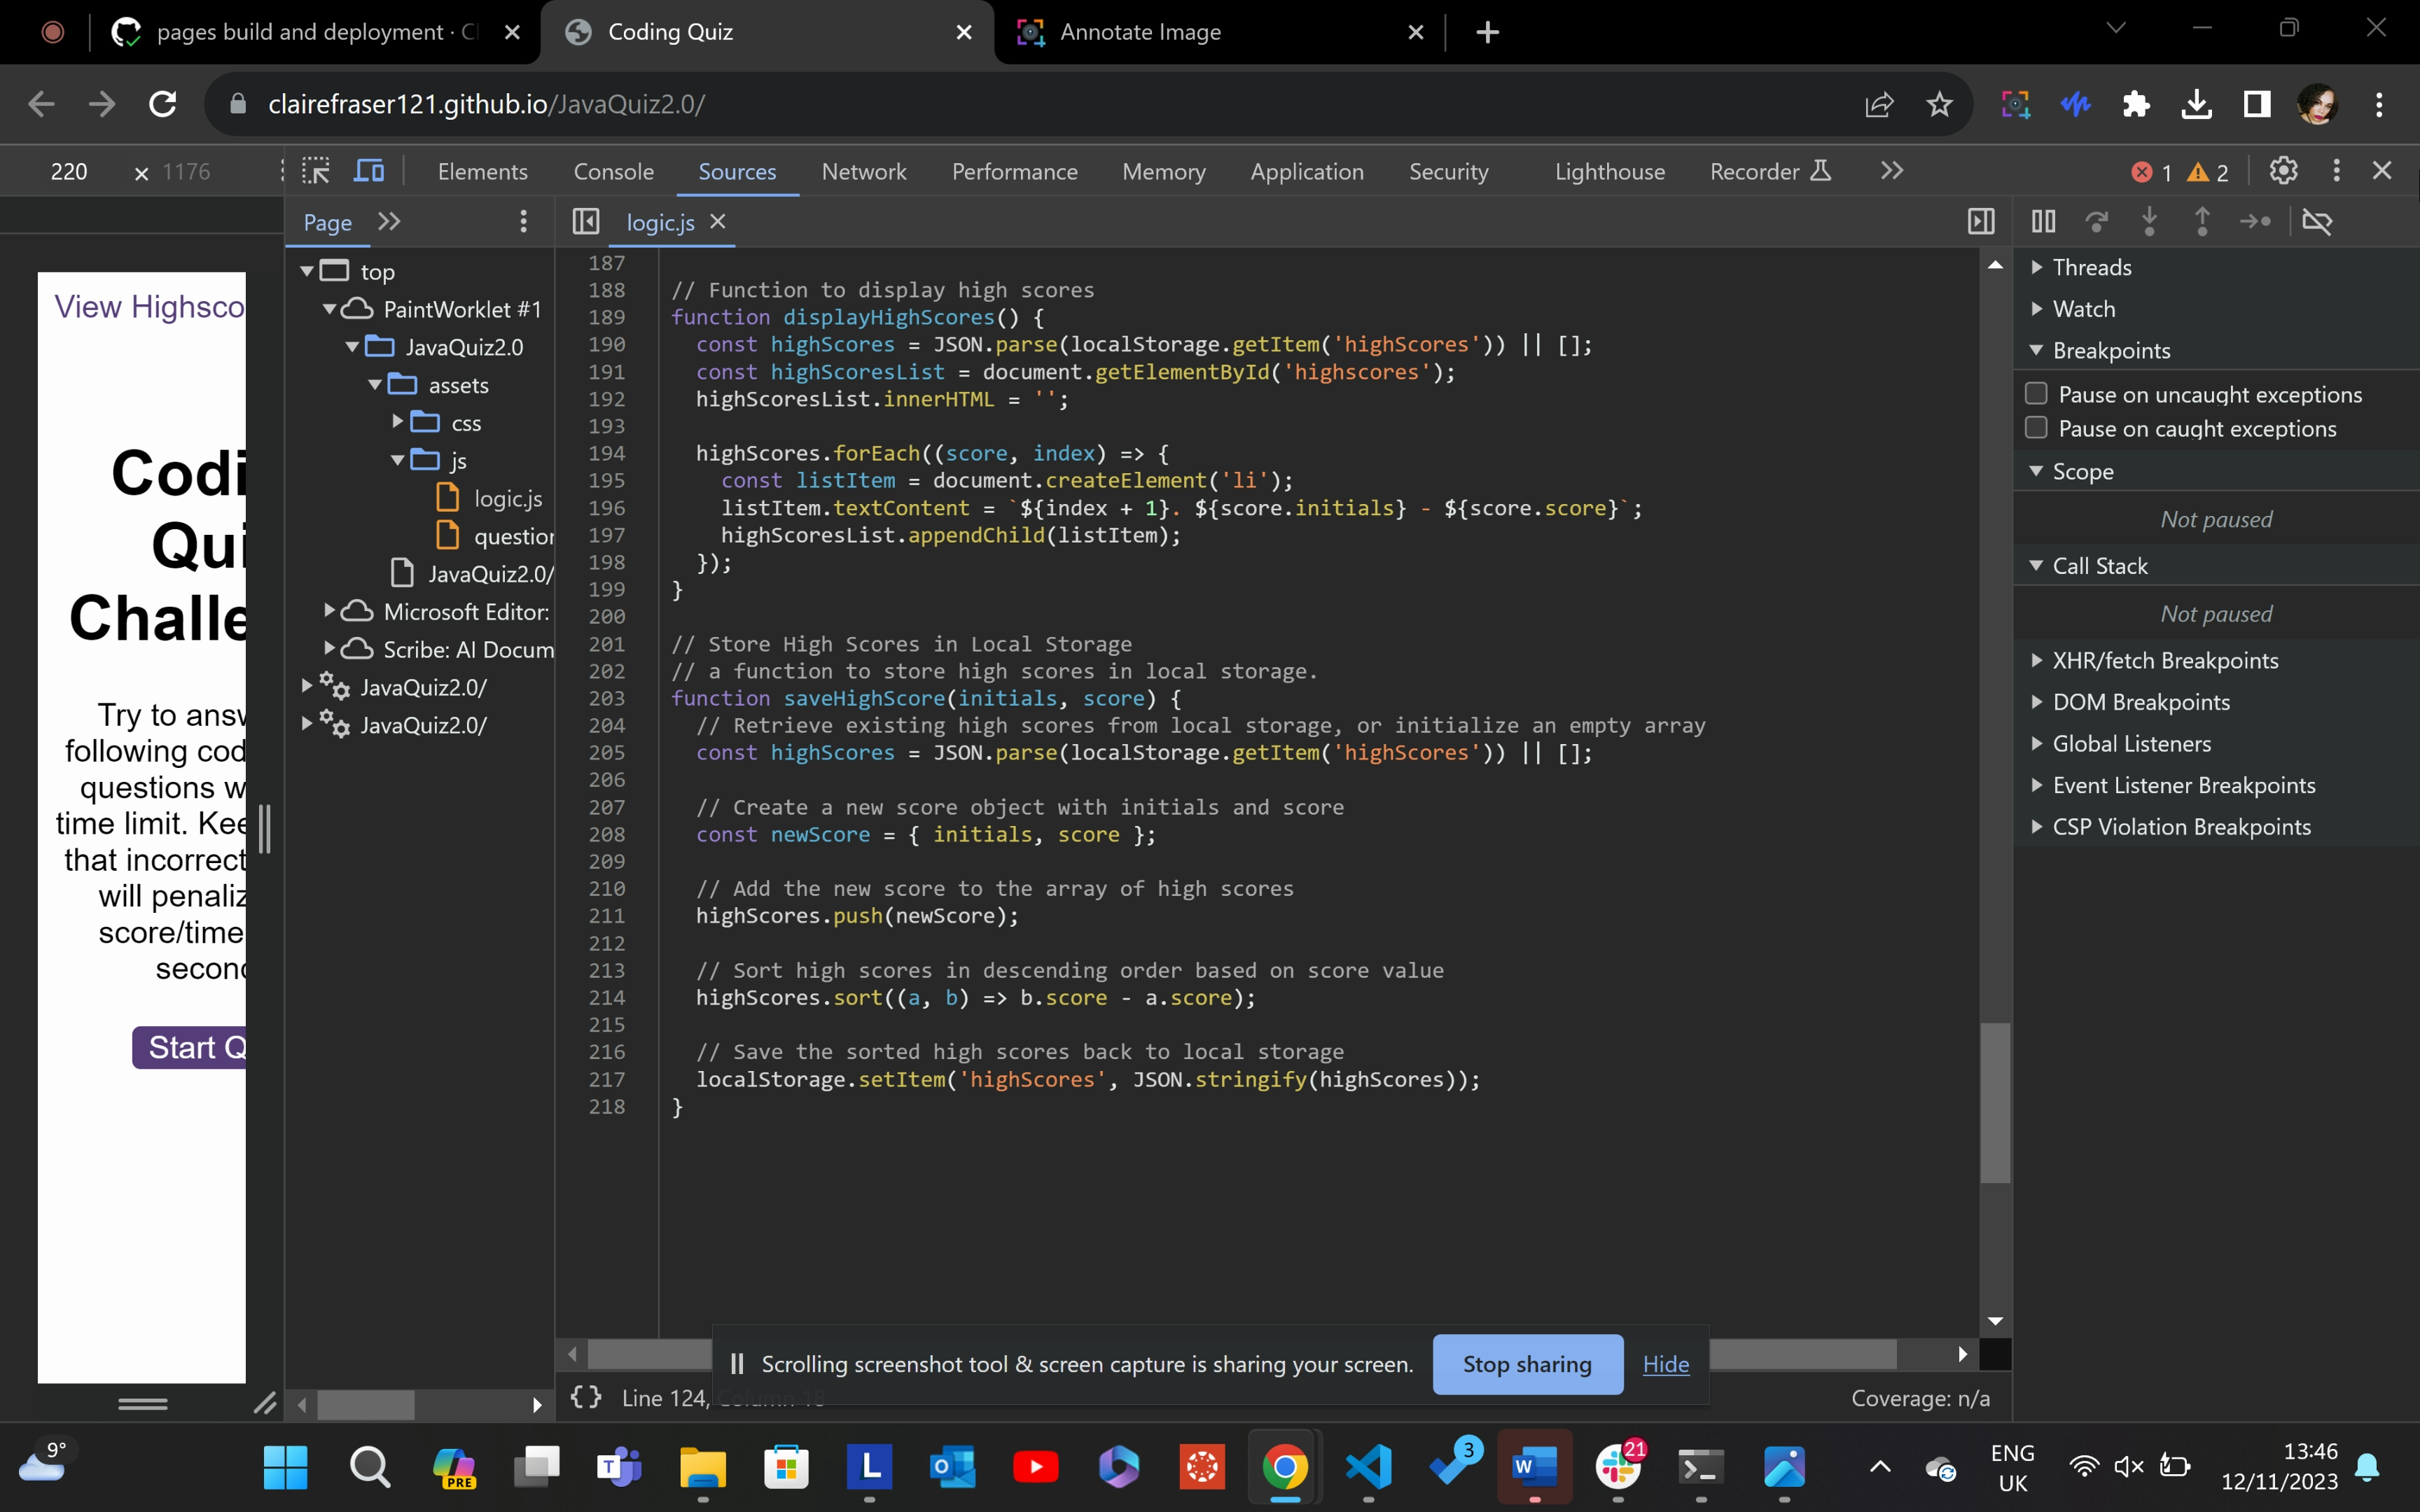 pages build and deployment · Cl
Coding Quiz
Annotate Image
clairefraser121.github.io/JavaQuiz2.0/
220 × 1176
Elements Console Sources Network Performance Memory Application Security Lighthouse Recorder
1 2
Page
logic.js
View Highsco
Codi
Qui
Challe
Try to answ
following cod
questions w
time limit. Kee
that incorrect
will penaliz
score/time
secon
Start Q
top
PaintWorklet #1
JavaQuiz2.0
assets
css
js
logic.js
question
JavaQuiz2.0/
Microsoft Editor:
Scribe: AI Docum
JavaQuiz2.0/
JavaQuiz2.0/
187
188 // Function to display high scores
189 function displayHighScores() {
190 const highScores = JSON.parse(localStorage.getItem('highScores')) || [];
191 const highScoresList = document.getElementById('highscores');
192 highScoresList.innerHTML = '';
193
194 highScores.forEach((score, index) => {
195 const listItem = document.createElement('li');
196 listItem.textContent = `${index + 1}. ${score.initials} - ${score.score}`;
197 highScoresList.appendChild(listItem);
198 });
199 }
200
201 // Store High Scores in Local Storage
202 // a function to store high scores in local storage.
203 function saveHighScore(initials, score) {
204 // Retrieve existing high scores from local storage, or initialize an empty array
205 const highScores = JSON.parse(localStorage.getItem('highScores')) || [];
206
207 // Create a new score object with initials and score
208 const newScore = { initials, score };
209
210 // Add the new score to the array of high scores
211 highScores.push(newScore);
212
213 // Sort high scores in descending order based on score value
214 highScores.sort((a, b) => b.score - a.score);
215
216 // Save the sorted high scores back to local storage
217 localStorage.setItem('highScores', JSON.stringify(highScores));
218 }
Threads
Watch
Breakpoints
Pause on uncaught exceptions
Pause on caught exceptions
Scope
Not paused
Call Stack
Not paused
XHR/fetch Breakpoints
DOM Breakpoints
Global Listeners
Event Listener Breakpoints
CSP Violation Breakpoints
Scrolling screenshot tool & screen capture is sharing your screen. Stop sharing Hide
{} Line 124, Column 18
Coverage: n/a
9°
PRE
T
L
O
3
W
21
ENG
UK
13:46
12/11/2023